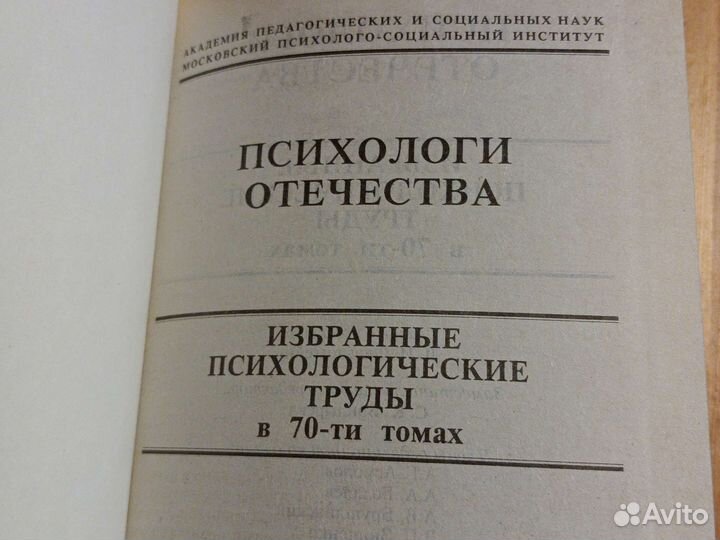 АКАДЕМИЯ ПЕДАГОГИЧЕСКИХ И СОЦИАЛЬНЫХ НАУК
МОСКОВСКИЙ ПСИХОЛОГО-СОЦИАЛЬНЫЙ ИНСТИТУТ
ПСИХОЛОГИ
ОТЕЧЕСТВА
ИЗБРАННЫЕ
ПСИХОЛОГИЧЕСКИЕ
ТРУДЫ
в 70-ти томах
Avito